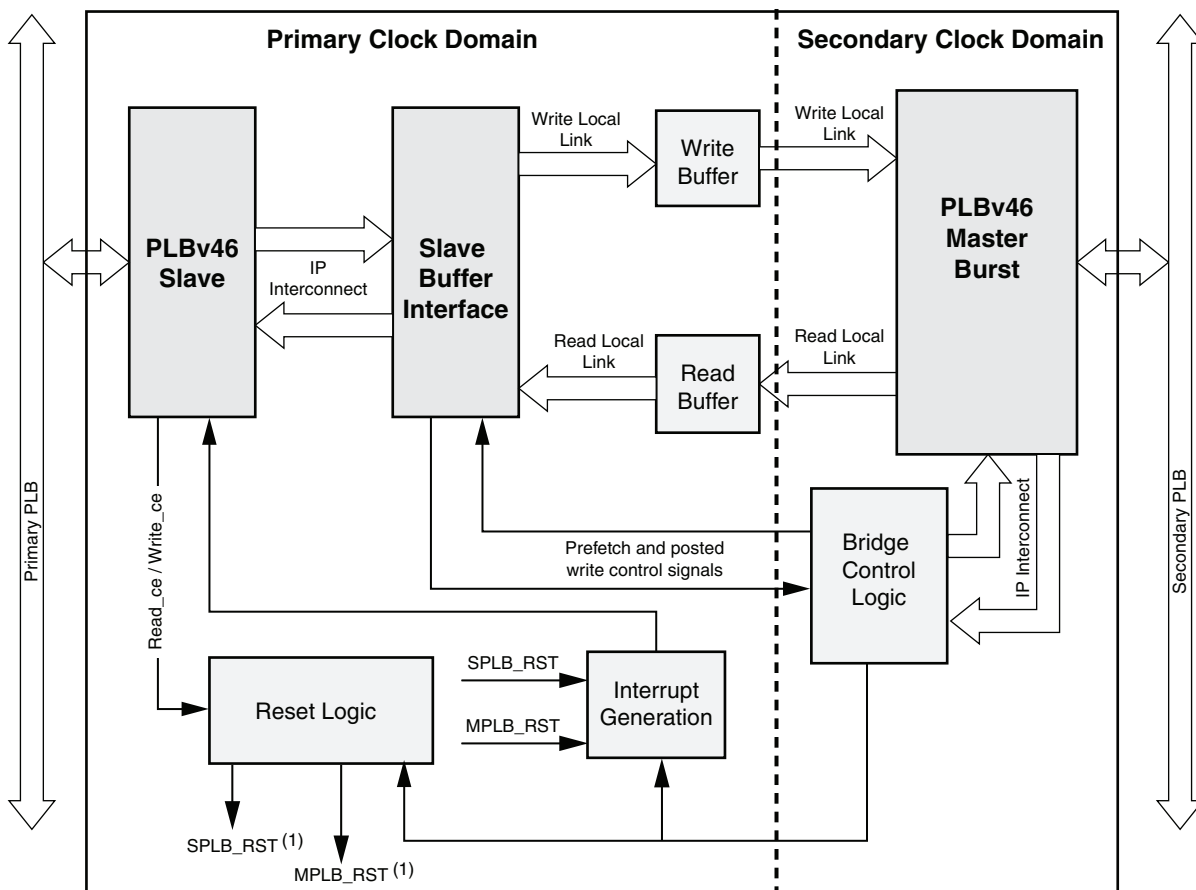 Primary Clock Domain
Secondary Clock Domain
Write Local
Link
Write Local
Link
Write
Buffer
PLBv46
Slave
IP
Interconnect
Slave
Buffer
Interface
PLBv46
Master
Burst
Read Local
Link
Read Local
Link
Read
Buffer
Primary PLB
Secondary PLB
Read_ce / Write_ce
Prefetch and posted
write control signals
Bridge
Control
Logic
IP Interconnect
SPLB_RST
MPLB_RST
Interrupt
Generation
Reset Logic
SPLB_RST (1)
MPLB_RST (1)